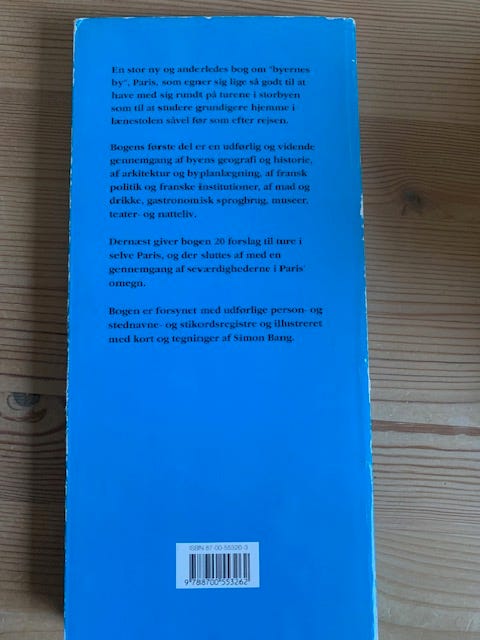 En stor ny og anderledes bog om "byernes
by", Paris, som egner sig lige så godt til at
have med sig rundt på turene i storbyen
som til at studere grundigere hjemme i
lænestolen såvel før som efter rejsen.
Bogens første del er en udførlig og vidende
gennemgang af byens geografi og historie,
af arkitektur og byplanlægning, af fransk
politik og franske institutioner, af mad og
drikke, gastronomisk sprogbrug, museer,
teater- og natteliv.
Dernæst giver bogen 20 forslag til ture i
selve Paris, og der sluttes af med en
gennemgang af seværdighederne i Paris'
omegn.
Bogen er forsynet med udførlige person- og
stednavne- og stikordsregistre og illustreret
med kort og tegninger af Simon Bang.
ISBN 87-00-55326-3
9 788700 553262